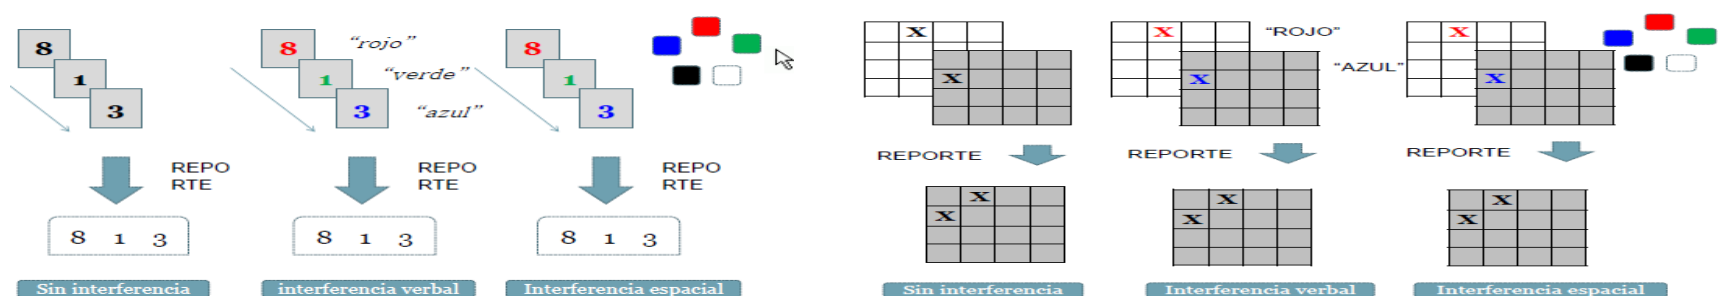 8
1
3
REPO
RTE
8 1 3
Sin interferencia
8 "rojo"
1 "verde"
3 "azul"
REPO
RTE
8 1 3
interferencia verbal
8
1
3
REPO
RTE
8 1 3
Interferencia espacial
X
X
REPORTE
X
X
Sin interferencia
X "ROJO"
X "AZUL"
REPORTE
X
X
Interferencia verbal
X
X
REPORTE
X
X
Interferencia espacial